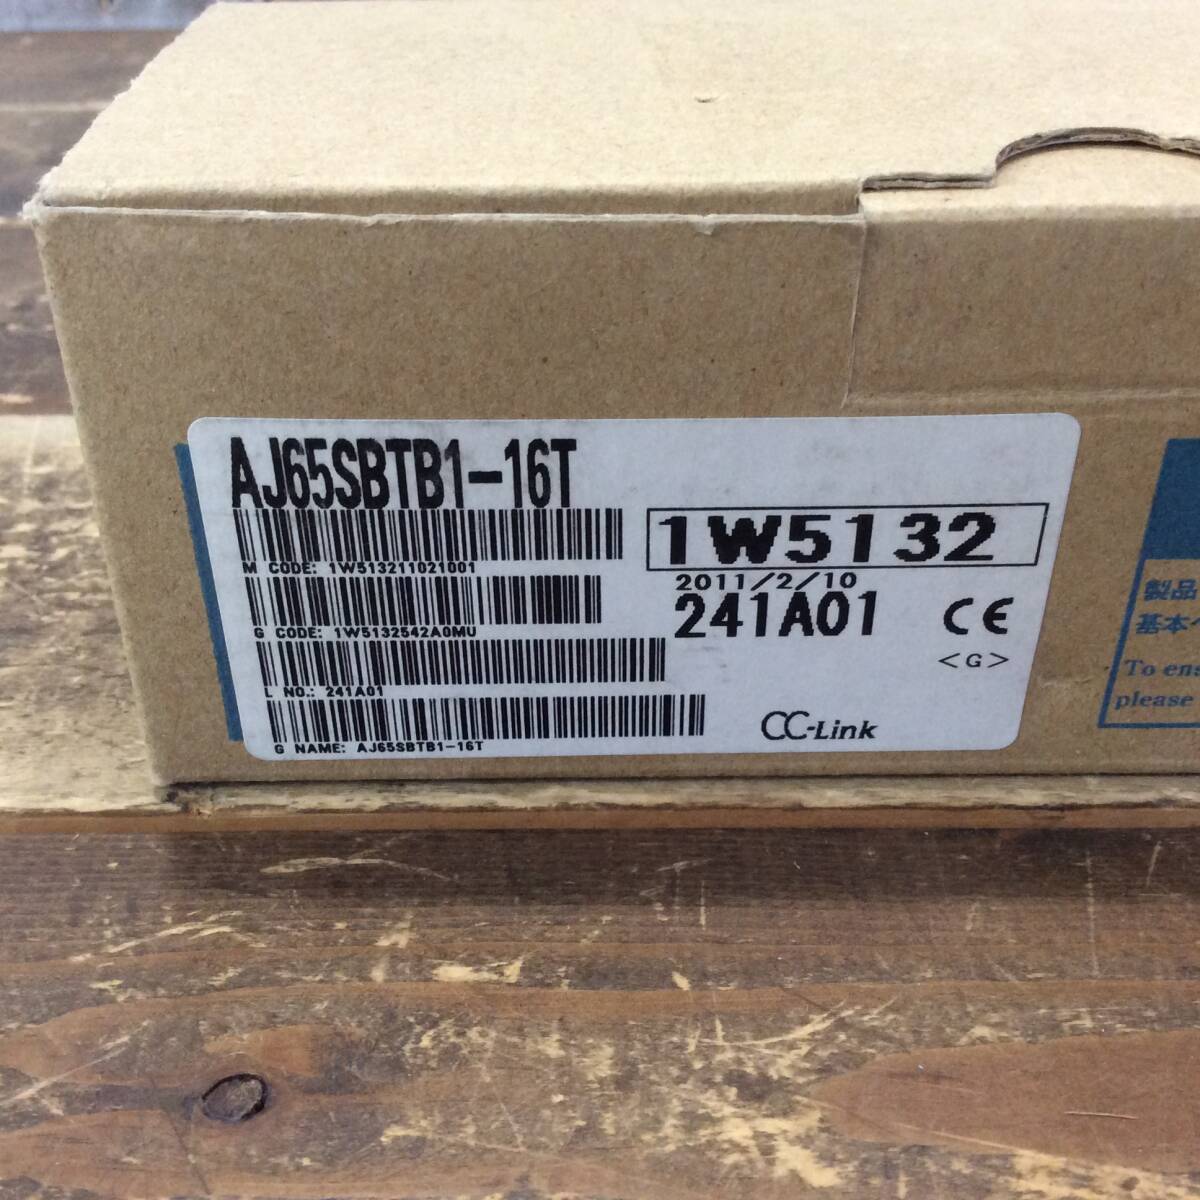 AJ65SBTB1-16T
M CODE: 1W513211021001
G CODE: 1W5132542A0MU
L NO.: 241A01
G NAME: AJ65SBTB1-16T
1W5132
2011/2/10
241A01 CE
<G>
CC-Link
製品
基本
To ens
please